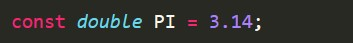 const double PI = 3.14;